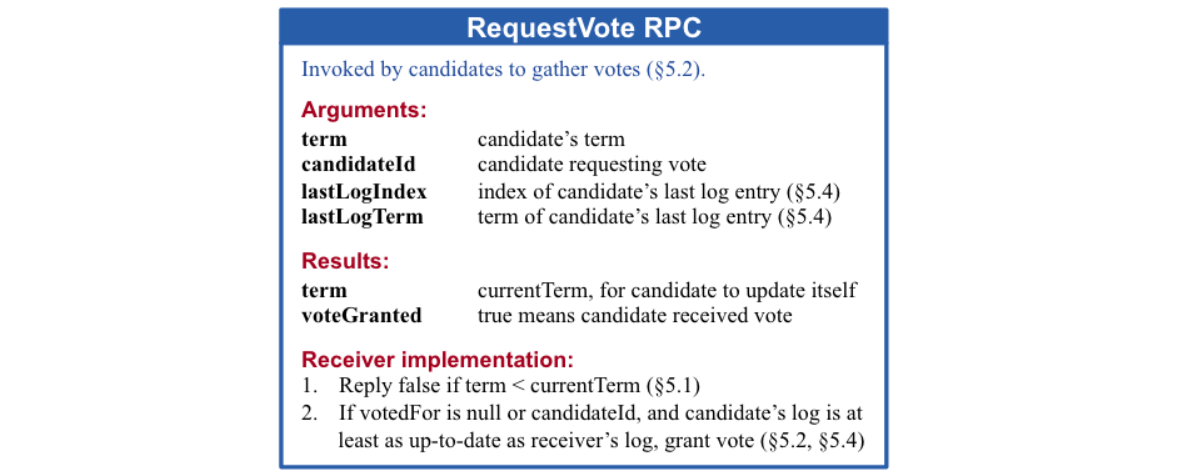 RequestVote RPC
Invoked by candidates to gather votes (§5.2).
Arguments:
term candidate’s term
candidateId candidate requesting vote
lastLogIndex index of candidate’s last log entry (§5.4)
lastLogTerm term of candidate’s last log entry (§5.4)
Results:
term currentTerm, for candidate to update itself
voteGranted true means candidate received vote
Receiver implementation:
1. Reply false if term < currentTerm (§5.1)
2. If votedFor is null or candidateId, and candidate’s log is at
least as up-to-date as receiver’s log, grant vote (§5.2, §5.4)